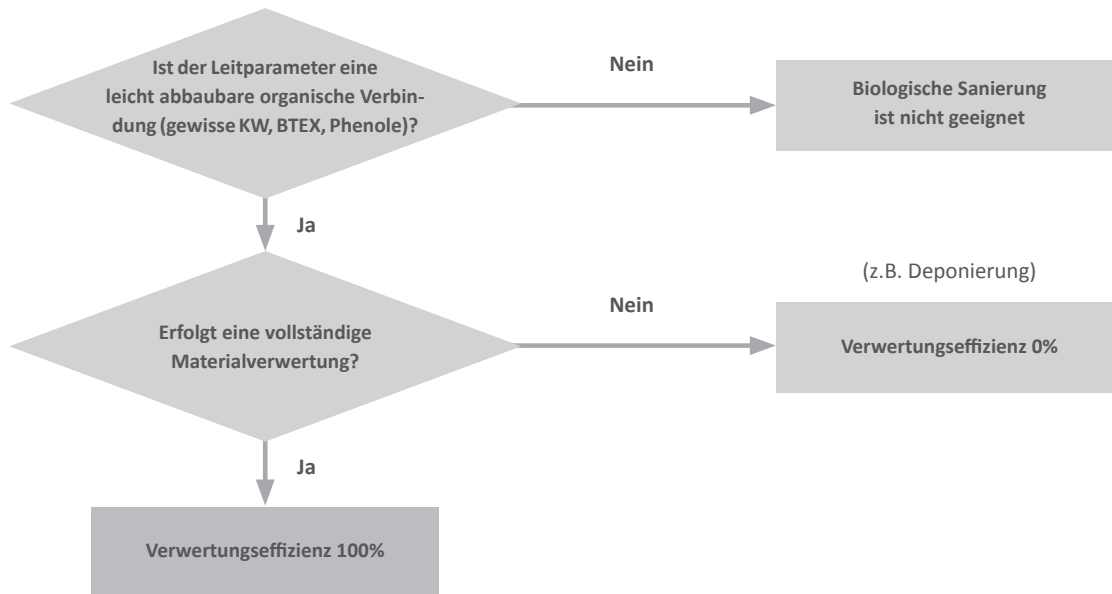 Ist der Leitparameter eine
leicht abbaubare organische Verbin-
dung (gewisse KW, BTEX, Phenole)?
Nein
Biologische Sanierung
ist nicht geeignet
Ja
(z.B. Deponierung)
Erfolgt eine vollständige
Materialverwertung?
Nein
Verwertungseffizienz 0%
Ja
Verwertungseffizienz 100%